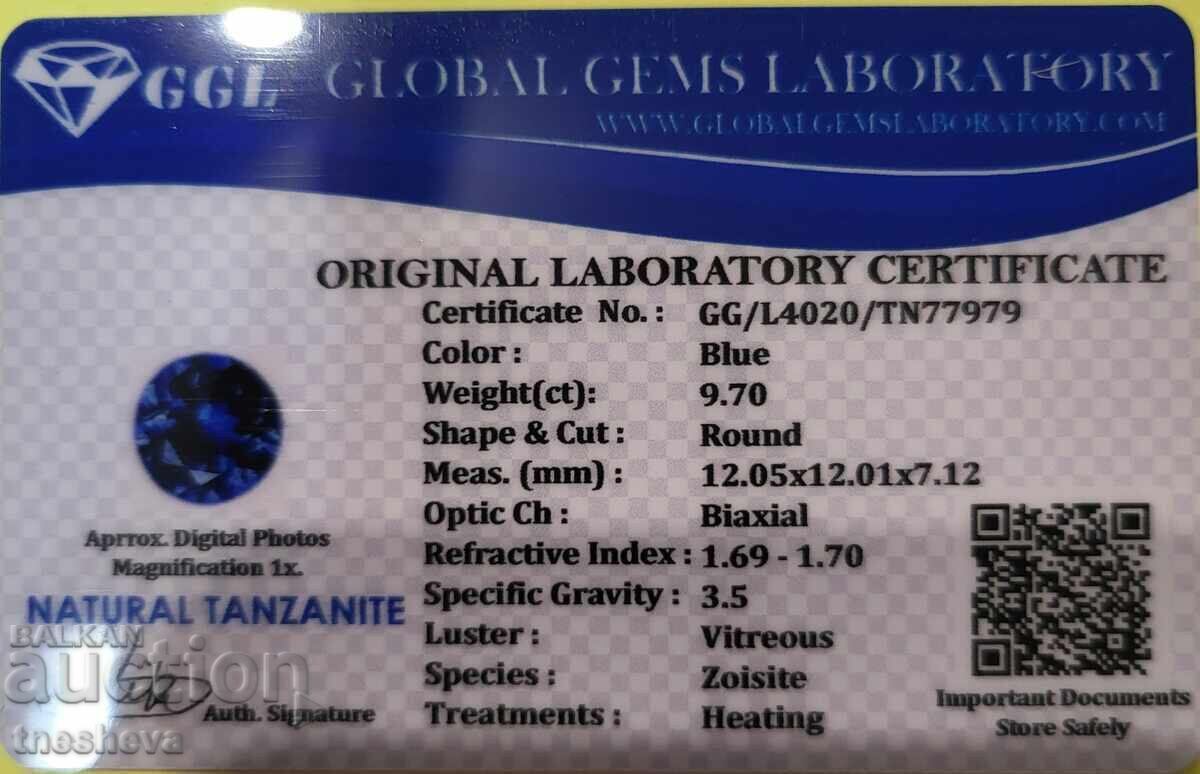 GGL GLOBAL GEMS LABORATORY
WWW.GLOBALGEMSLABORATORY.COM
ORIGINAL LABORATORY CERTIFICATE
Certificate No. : GG/L4020/TN77979
Color : Blue
Weight(ct): 9.70
Shape & Cut : Round
Meas. (mm) : 12.05x12.01x7.12
Optic Ch : Biaxial
Refractive Index : 1.69 - 1.70
Specific Gravity : 3.5
Luster : Vitreous
Species : Zoisite
Treatments : Heating
Aprrox. Digital Photos
Magnification 1x.
NATURAL TANZANITE
BALKAN
auction
Auth. Signature
tnesheva
Important Documents
Store Safely